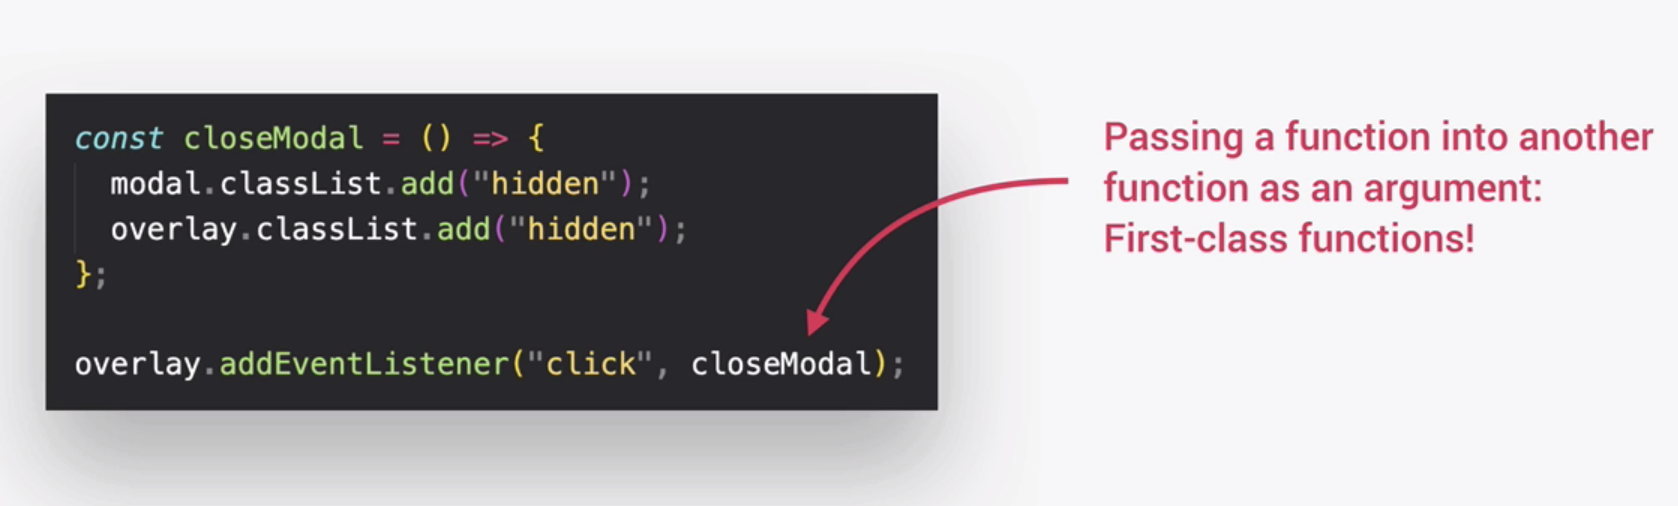 const closeModal = () => {
  modal.classList.add("hidden");
  overlay.classList.add("hidden");
};
overlay.addEventListener("click", closeModal);
Passing a function into another
function as an argument:
First-class functions!